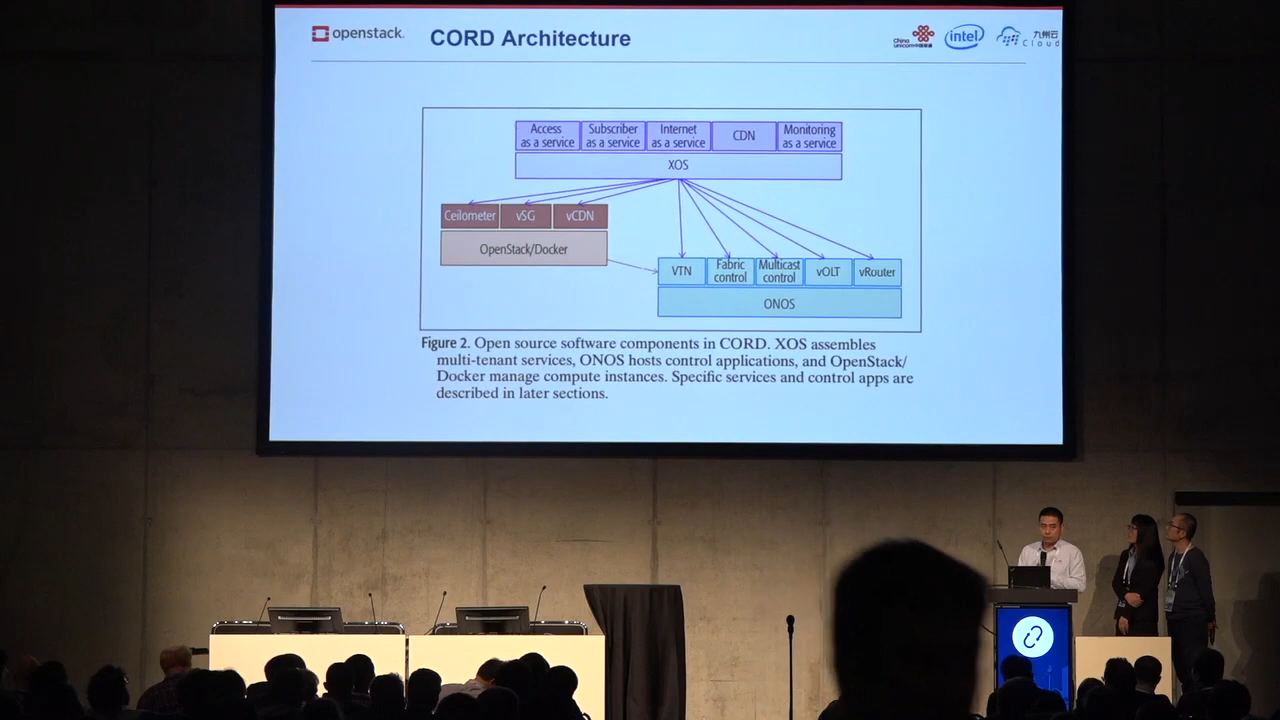 openstack.
CORD Architecture
China
unicom中国联通
intel
九州云
Cloud
Access
as a service
Subscriber
as a service
Internet
as a service
CDN
Monitoring
as a service
XOS
Ceilometer
vSG
vCDN
OpenStack/Docker
VTN
Fabric
control
Multicast
control
vOLT
vRouter
ONOS
Figure 2. Open source software components in CORD. XOS assembles
multi-tenant services, ONOS hosts control applications, and OpenStack/
Docker manage compute instances. Specific services and control apps are
described in later sections.